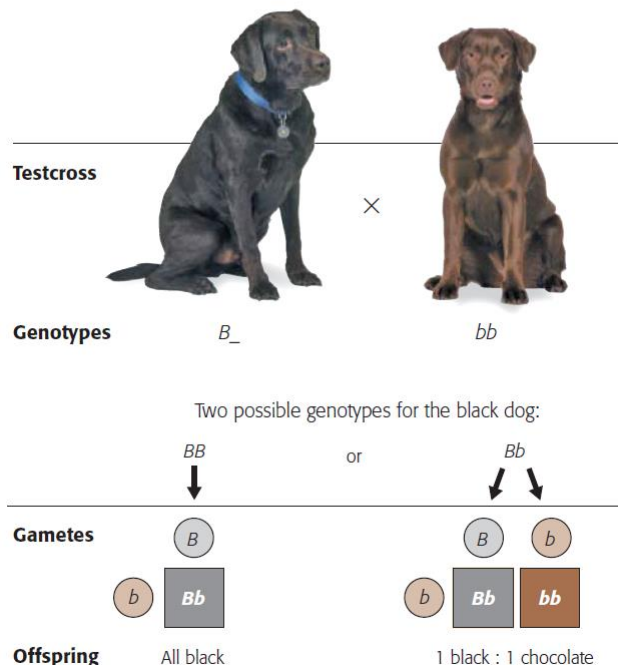 Testcross
×
Genotypes B_ bb
Two possible genotypes for the black dog:
BB or Bb
Gametes B B b
b Bb b Bb bb
Offspring All black 1 black : 1 chocolate